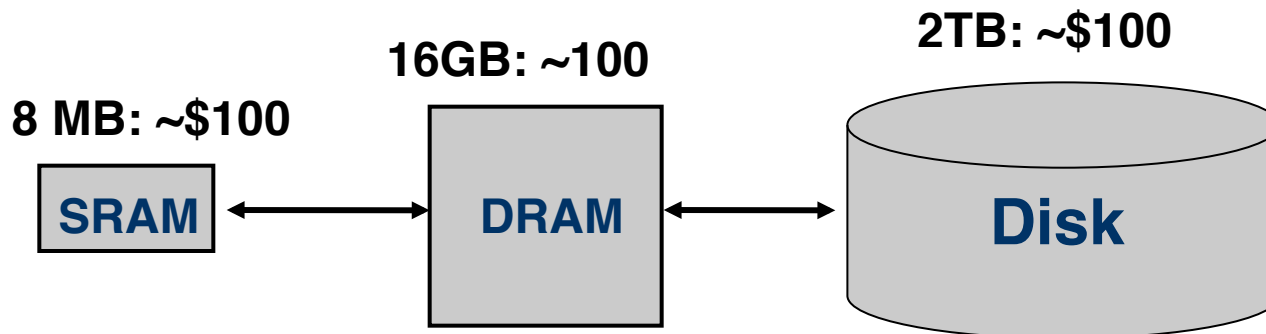 2TB: ~$100
16GB: ~100
8 MB: ~$100
SRAM
DRAM
Disk